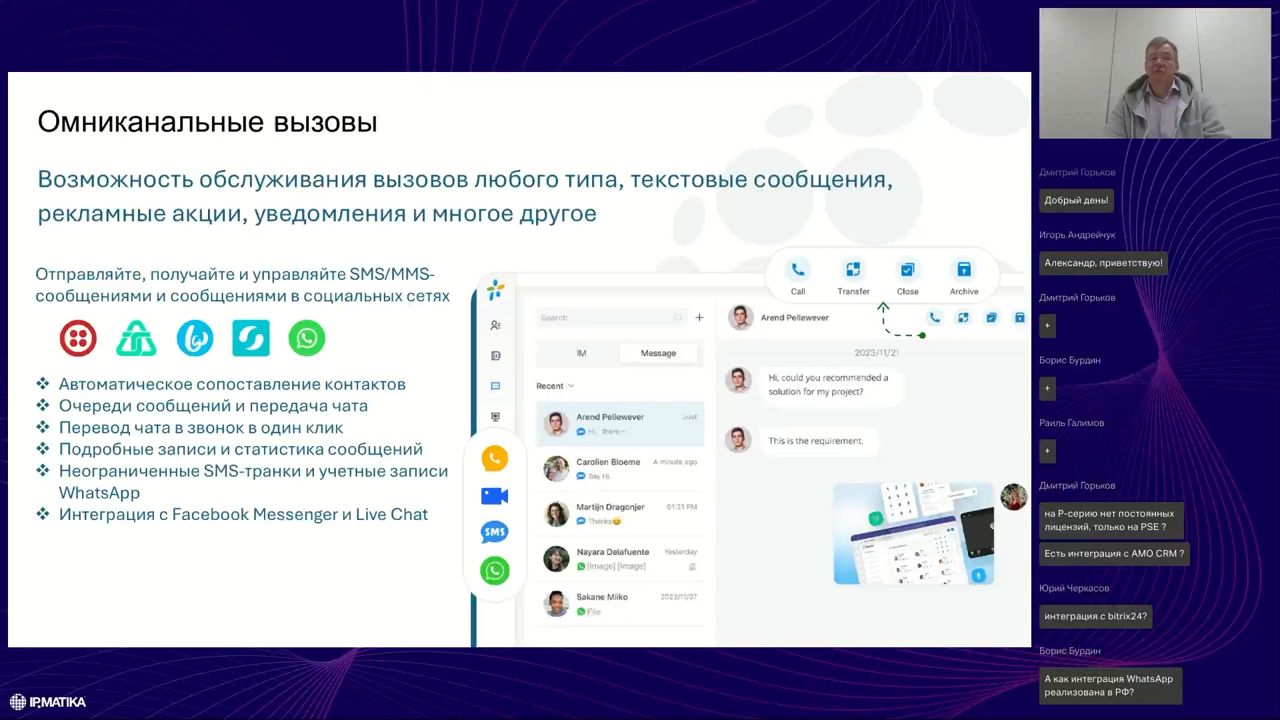 Омниканальные вызовы
Возможность обслуживания вызовов любого типа, текстовые сообщения,
рекламные акции, уведомления и многое другое
Отправляйте, получайте и управляйте SMS/MMS-
сообщениями и сообщениями в социальных сетях
❖ Автоматическое сопоставление контактов
❖ Очереди сообщений и передача чата
❖ Перевод чата в звонок в один клик
❖ Подробные записи и статистика сообщений
❖ Неограниченные SMS-транки и учетные записи
WhatsApp
❖ Интеграция с Facebook Messenger и Live Chat
Call
Transfer
Close
Archive
Search
IM
Message
Recent
Arend Pellewever
Just
Hi, there~
Carolien Bloeme
A minute ago
Say Hi.
Martijn Dragonjer
01:21 PM
Thanks
Nayara Delafuente
Yesterday
[Image] [Image]
Sakane Miiko
2023/11/07
File
SMS
Arend Pellewever
2023/11/21
Hi, could you recommended a
solution for my project?
This is the requirement.
IPMATIKA
Дмитрий Горьков
Добрый день!
Игорь Андрейчук
Александр, приветствую!
Дмитрий Горьков
+
Борис Бурдин
+
Раиль Галимов
+
Дмитрий Горьков
на P-серию нет постоянных
лицензий, только на PSE ?
Есть интеграция с AMO CRM ?
Юрий Черкасов
интеграция с bitrix24?
Борис Бурдин
А как интеграция WhatsApp
реализована в РФ?